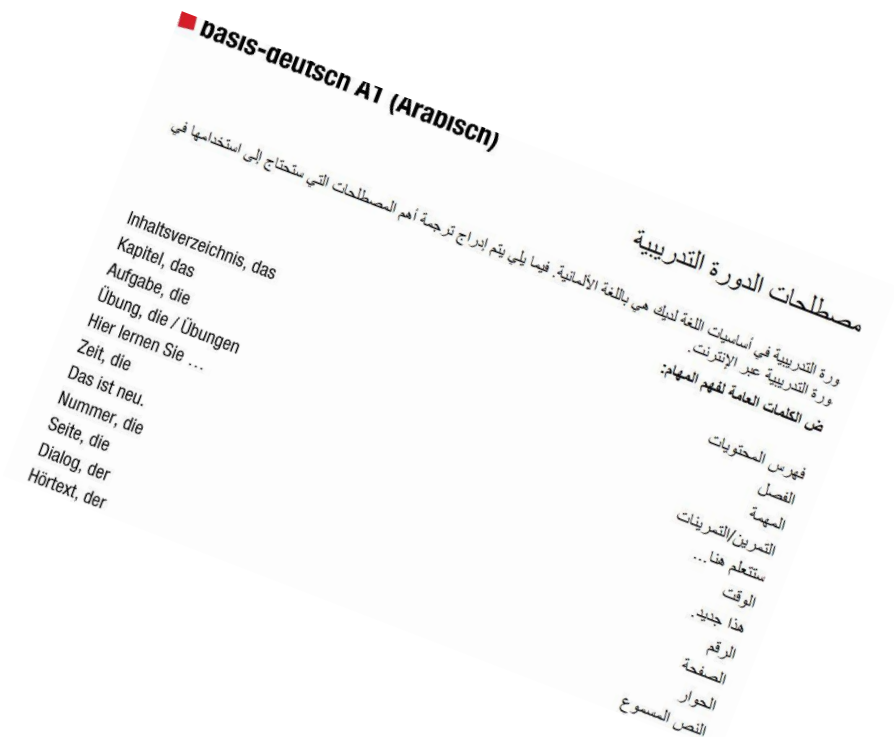 basis-deutsch A1 (Arabisch)
مصطلحات الدورة التدريبية
ورة التدريبية في أساسيات اللغة لديك هي باللغة الألمانية. فيما يلي يتم إدراج ترجمة أهم المصطلحات التي ستحتاج إلى استخدامها في
ورة التدريبية عبر الإنترنت.
ض الكلمات العامة لفهم المهام:
Inhaltsverzeichnis, das فهرس المحتويات
Kapitel, das الفصل
Aufgabe, die المهمة
Übung, die / Übungen التمرين/التمرينات
Hier lernen Sie … ستتعلم هنا…
Zeit, die الوقت
Das ist neu. هذا جديد.
Nummer, die الرقم
Seite, die الصفحة
Dialog, der الحوار
Hörtext, der النص المسموع